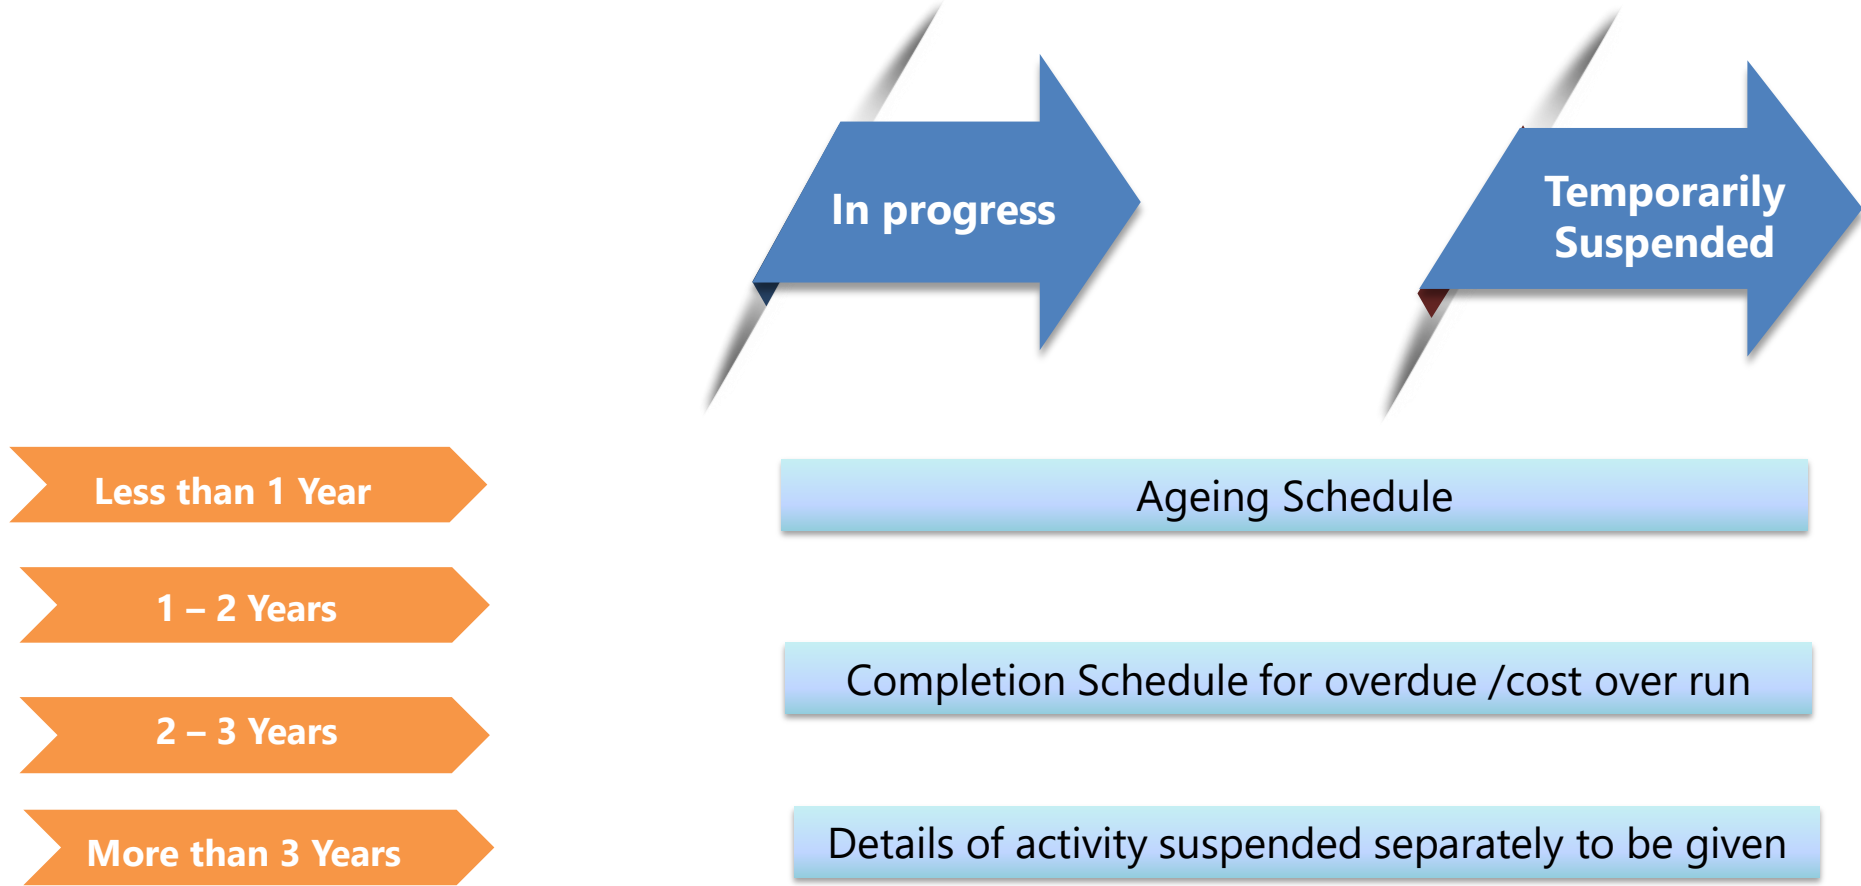 In progress
Temporarily
Suspended
Less than 1 Year
Ageing Schedule
1 – 2 Years
Completion Schedule for overdue /cost over run
2 – 3 Years
More than 3 Years
Details of activity suspended separately to be given